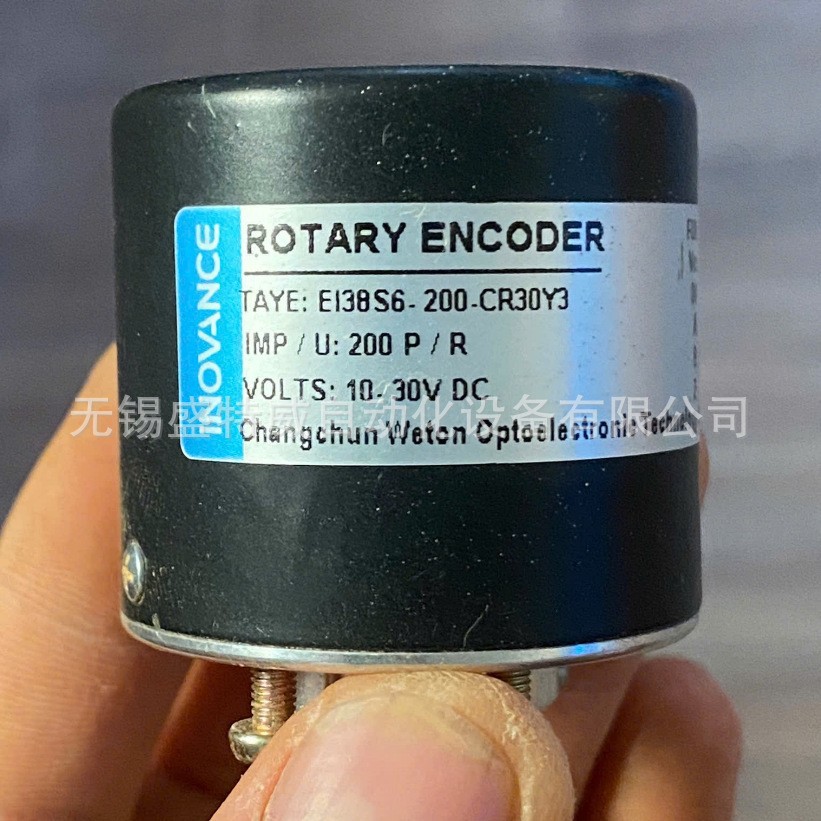 INOVANCE
ROTARY ENCODER
TAYE: EI38S6-200-CR30Y3
IMP / U: 200 P / R
VOLTS: 10-30V DC
无锡盛特威自动化设备有限公司
Changchun Weton Optoelectronic